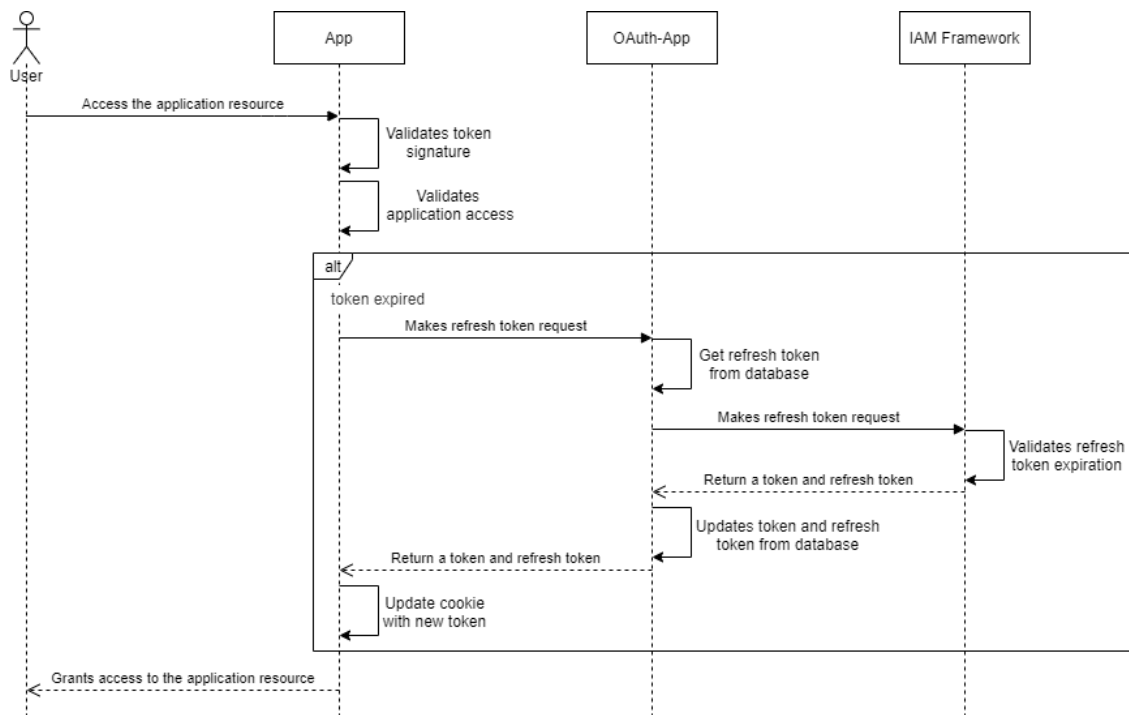 User
App
OAuth-App
IAM Framework
Access the application resource
Validates token
signature
Validates
application access
alt
token expired
Makes refresh token request
Get refresh token
from database
Makes refresh token request
Validates refresh
token expiration
Return a token and refresh token
Updates token and refresh
token from database
Return a token and refresh token
Update cookie
with new token
Grants access to the application resource